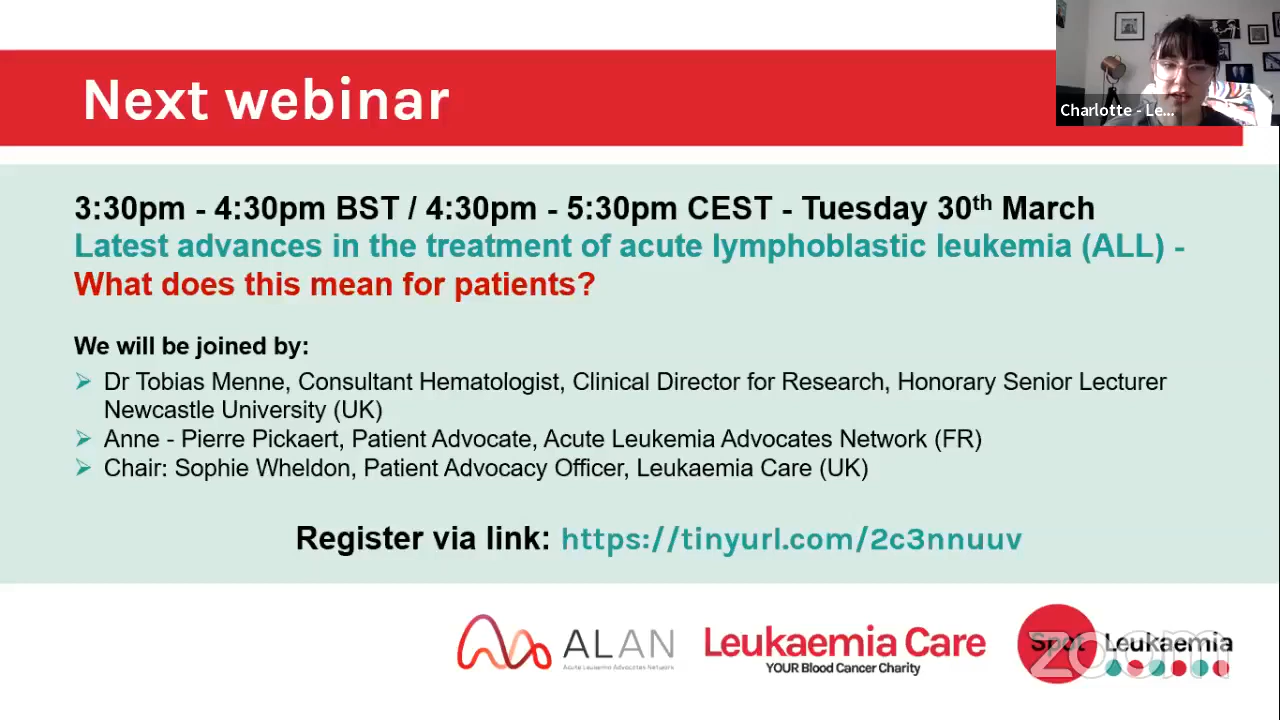 Next webinar
Charlotte - Le...
3:30pm - 4:30pm BST / 4:30pm - 5:30pm CEST - Tuesday 30th March
Latest advances in the treatment of acute lymphoblastic leukemia (ALL) -
What does this mean for patients?
We will be joined by:
Dr Tobias Menne, Consultant Hematologist, Clinical Director for Research, Honorary Senior Lecturer
Newcastle University (UK)
Anne - Pierre Pickaert, Patient Advocate, Acute Leukemia Advocates Network (FR)
Chair: Sophie Wheldon, Patient Advocacy Officer, Leukaemia Care (UK)
Register via link: https://tinyurl.com/2c3nnuuv
ALAN
Acute Leukemia Advocates Network
Leukaemia Care
YOUR Blood Cancer Charity
Spot Leukaemia
zoom